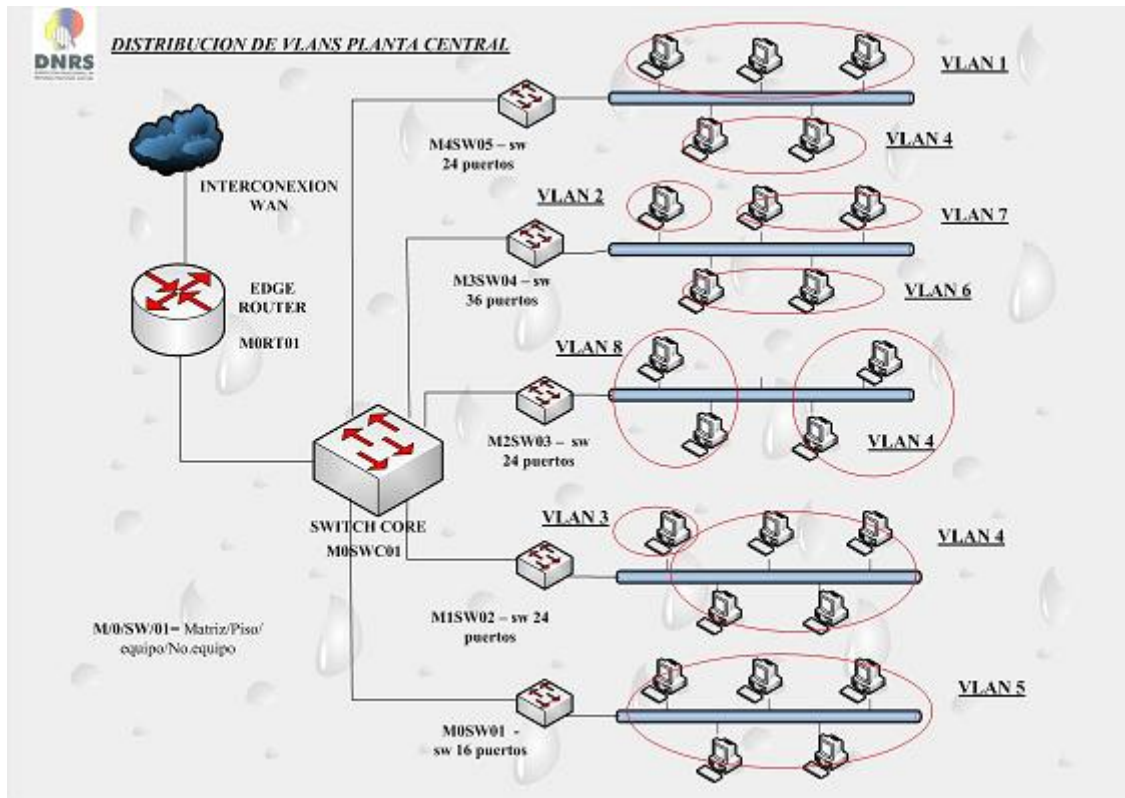 DNRS
DISTRIBUCION DE VLANS PLANTA CENTRAL
VLAN 1
M4SW05 – sw
24 puertos
VLAN 4
INTERCONEXION
WAN
VLAN 2
VLAN 7
EDGE
ROUTER
M0RT01
M3SW04 – sw
36 puertos
VLAN 6
VLAN 8
M2SW03 – sw
24 puertos
VLAN 4
SWITCH CORE
M0SWC01
VLAN 3
VLAN 4
M1SW02 – sw 24
puertos
M/0/SW/01= Matriz/Piso/
equipo/No.equipo
VLAN 5
M0SW01 -
sw 16 puertos